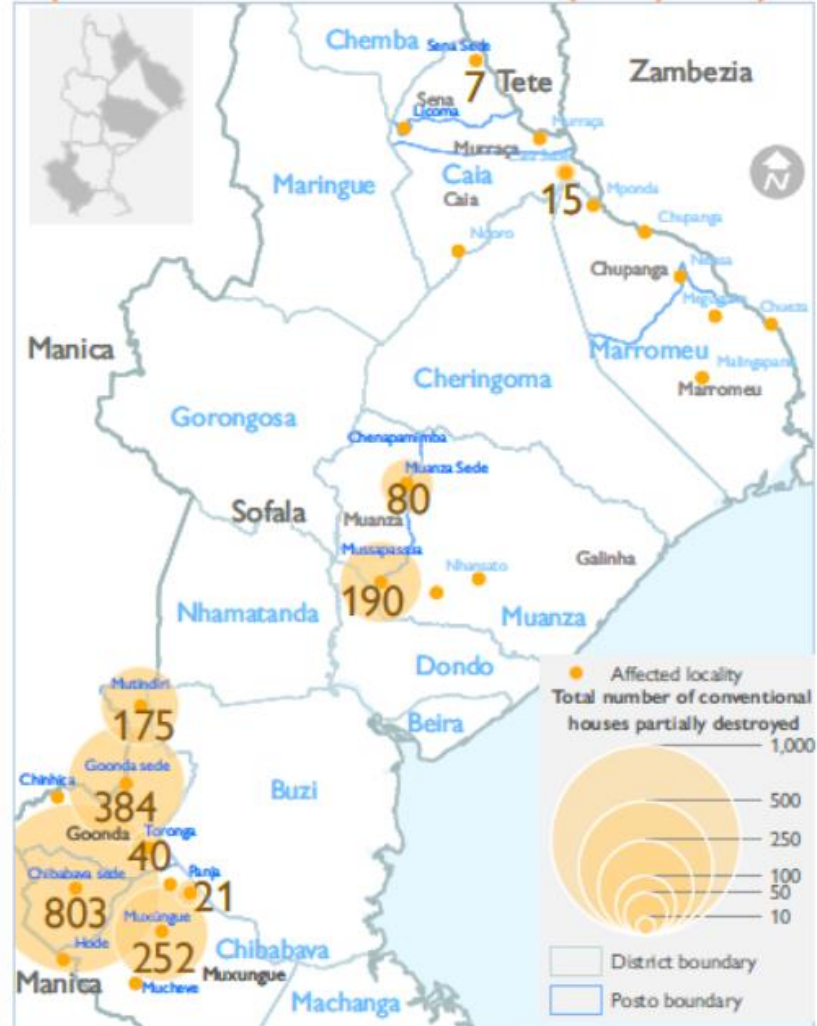 Chemba
Sena Sede
7
Tete
Zambezia
Sena
Licoma
Murraça
Murraça
Maringue
Caia
Caia
15
Mponda
N
Chupanga
Chupanga
Manica
Marromeu
Chueza
Cheringoma
Malingapans
Marromeu
Gorongosa
Chenapamimba
Muanza Sede
80
Sofala
Muanza
Mussapassua
Nhansato
Galinha
190
Nhamatanda
Muanza
Dondo
Mutindiri
175
Beira
Goonda sede
Chinhica
384
Buzi
Goonda
Toronga
40
Chibabava sede
Panja
21
803
Muxúngue
Hode
252
Chibabava
Manica
Muxungue
Mucheve
Machanga
Affected locality
Total number of conventional
houses partially destroyed
1,000
500
250
100
50
10
District boundary
Posto boundary